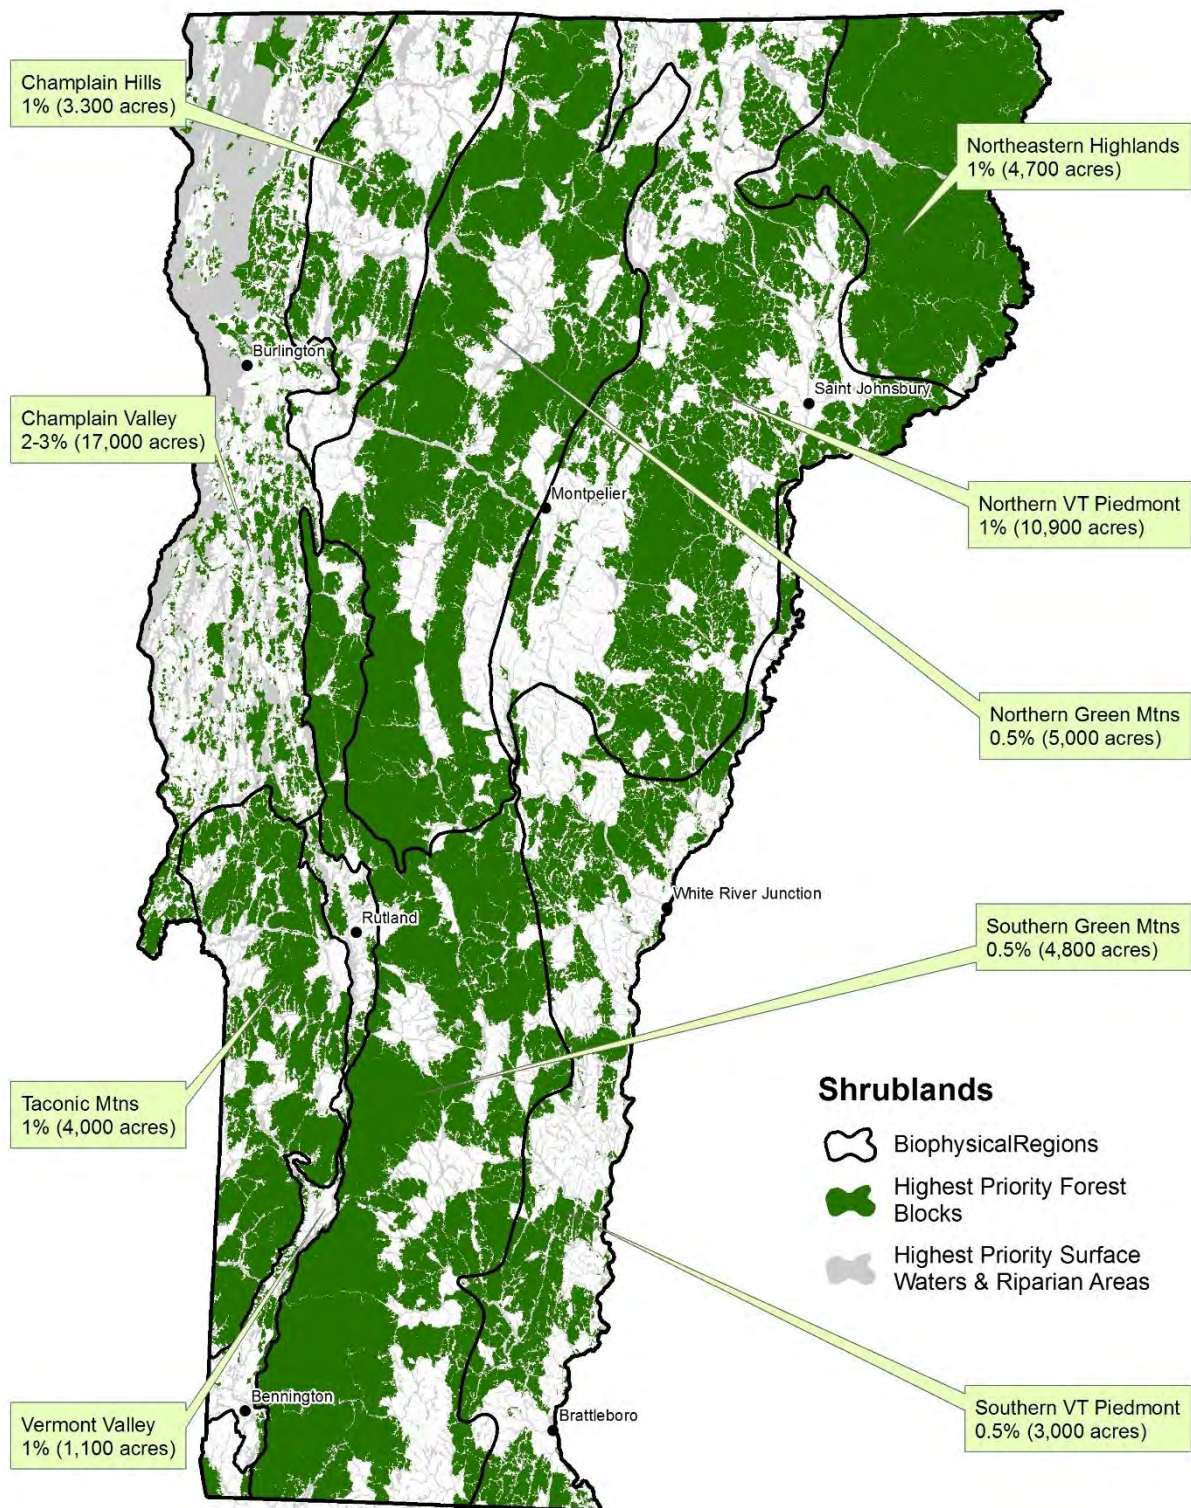 Champlain Hills
1% (3.300 acres)
Northeastern Highlands
1% (4,700 acres)
Burlington
Saint Johnsbury
Champlain Valley
2-3% (17,000 acres)
Montpelier
Northern VT Piedmont
1% (10,900 acres)
Northern Green Mtns
0.5% (5,000 acres)
White River Junction
Rutland
Southern Green Mtns
0.5% (4,800 acres)
Taconic Mtns
1% (4,000 acres)
Shrublands
BiophysicalRegions
Highest Priority Forest
Blocks
Highest Priority Surface
Waters & Riparian Areas
Bennington
Brattleboro
Vermont Valley
1% (1,100 acres)
Southern VT Piedmont
0.5% (3,000 acres)